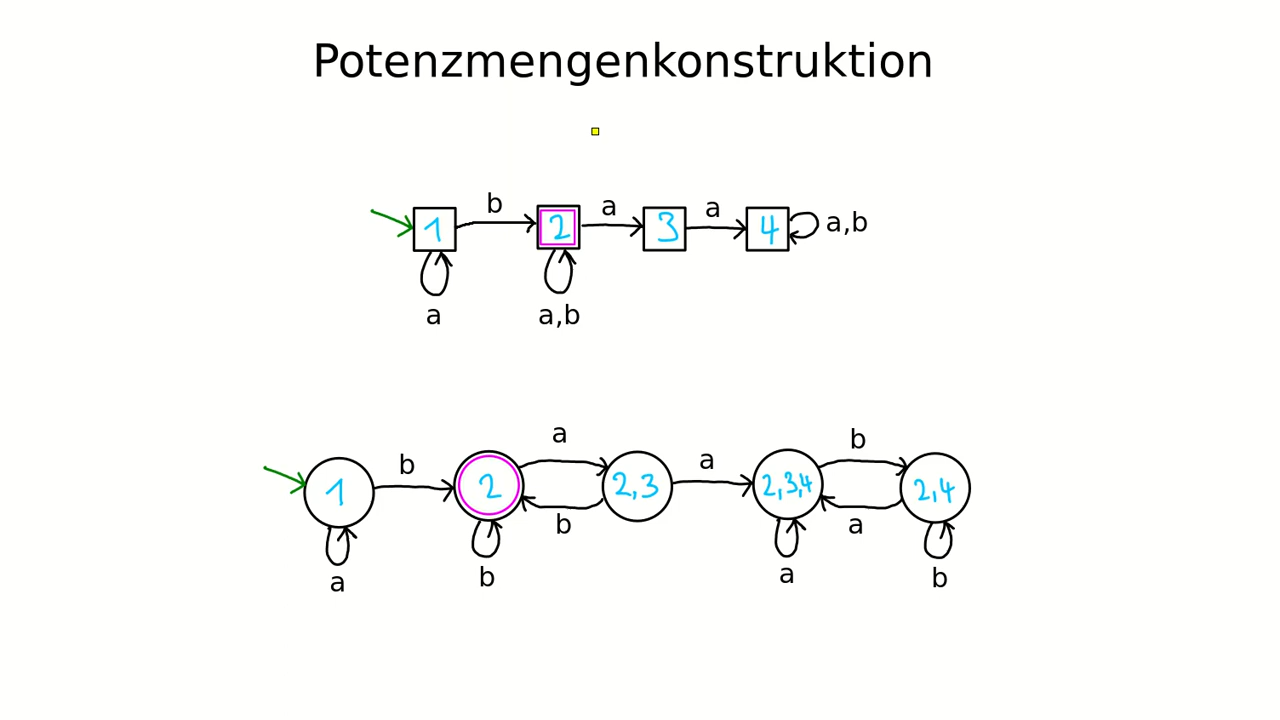 Potenzmengenkonstruktion
b a a
1 2 3 4 a,b
a a,b
a b
b a
1 2 2,3 2,3,4 2,4
b a
a b a b